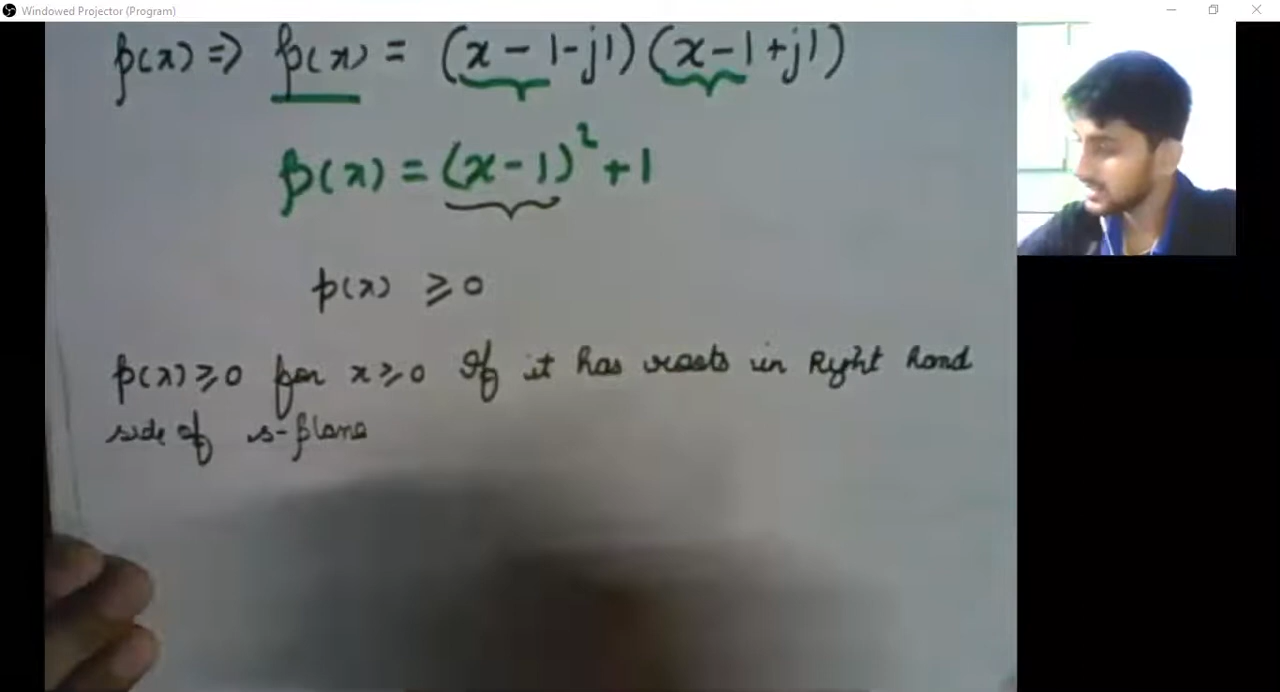 Windowed Projector (Program)
p(x) => p(x) = (x-1-j1)(x-1+j1)
p(x) = (x-1)² + 1
p(x) ≥ 0
p(x) ≥ 0 for x ≥ 0 If it has roots in Right hand
side of s-plane